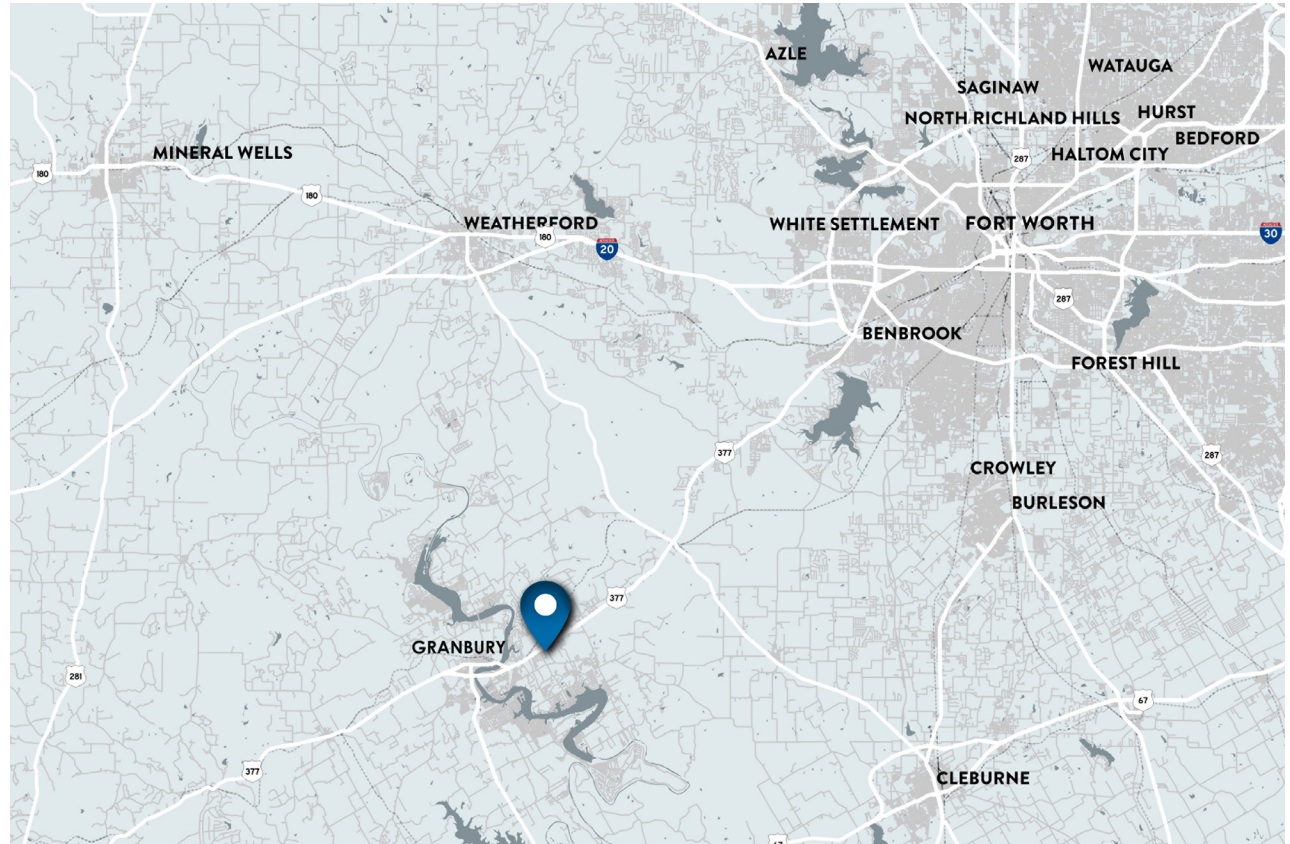 AZLE
WATAUGA
SAGINAW
HURST
NORTH RICHLAND HILLS
BEDFORD
MINERAL WELLS
HALTOM CITY
287
180
180
WEATHERFORD
WHITE SETTLEMENT
FORT WORTH
180
20
30
287
BENBROOK
FOREST HILL
377
287
CROWLEY
BURLESON
377
GRANBURY
281
67
377
CLEBURNE